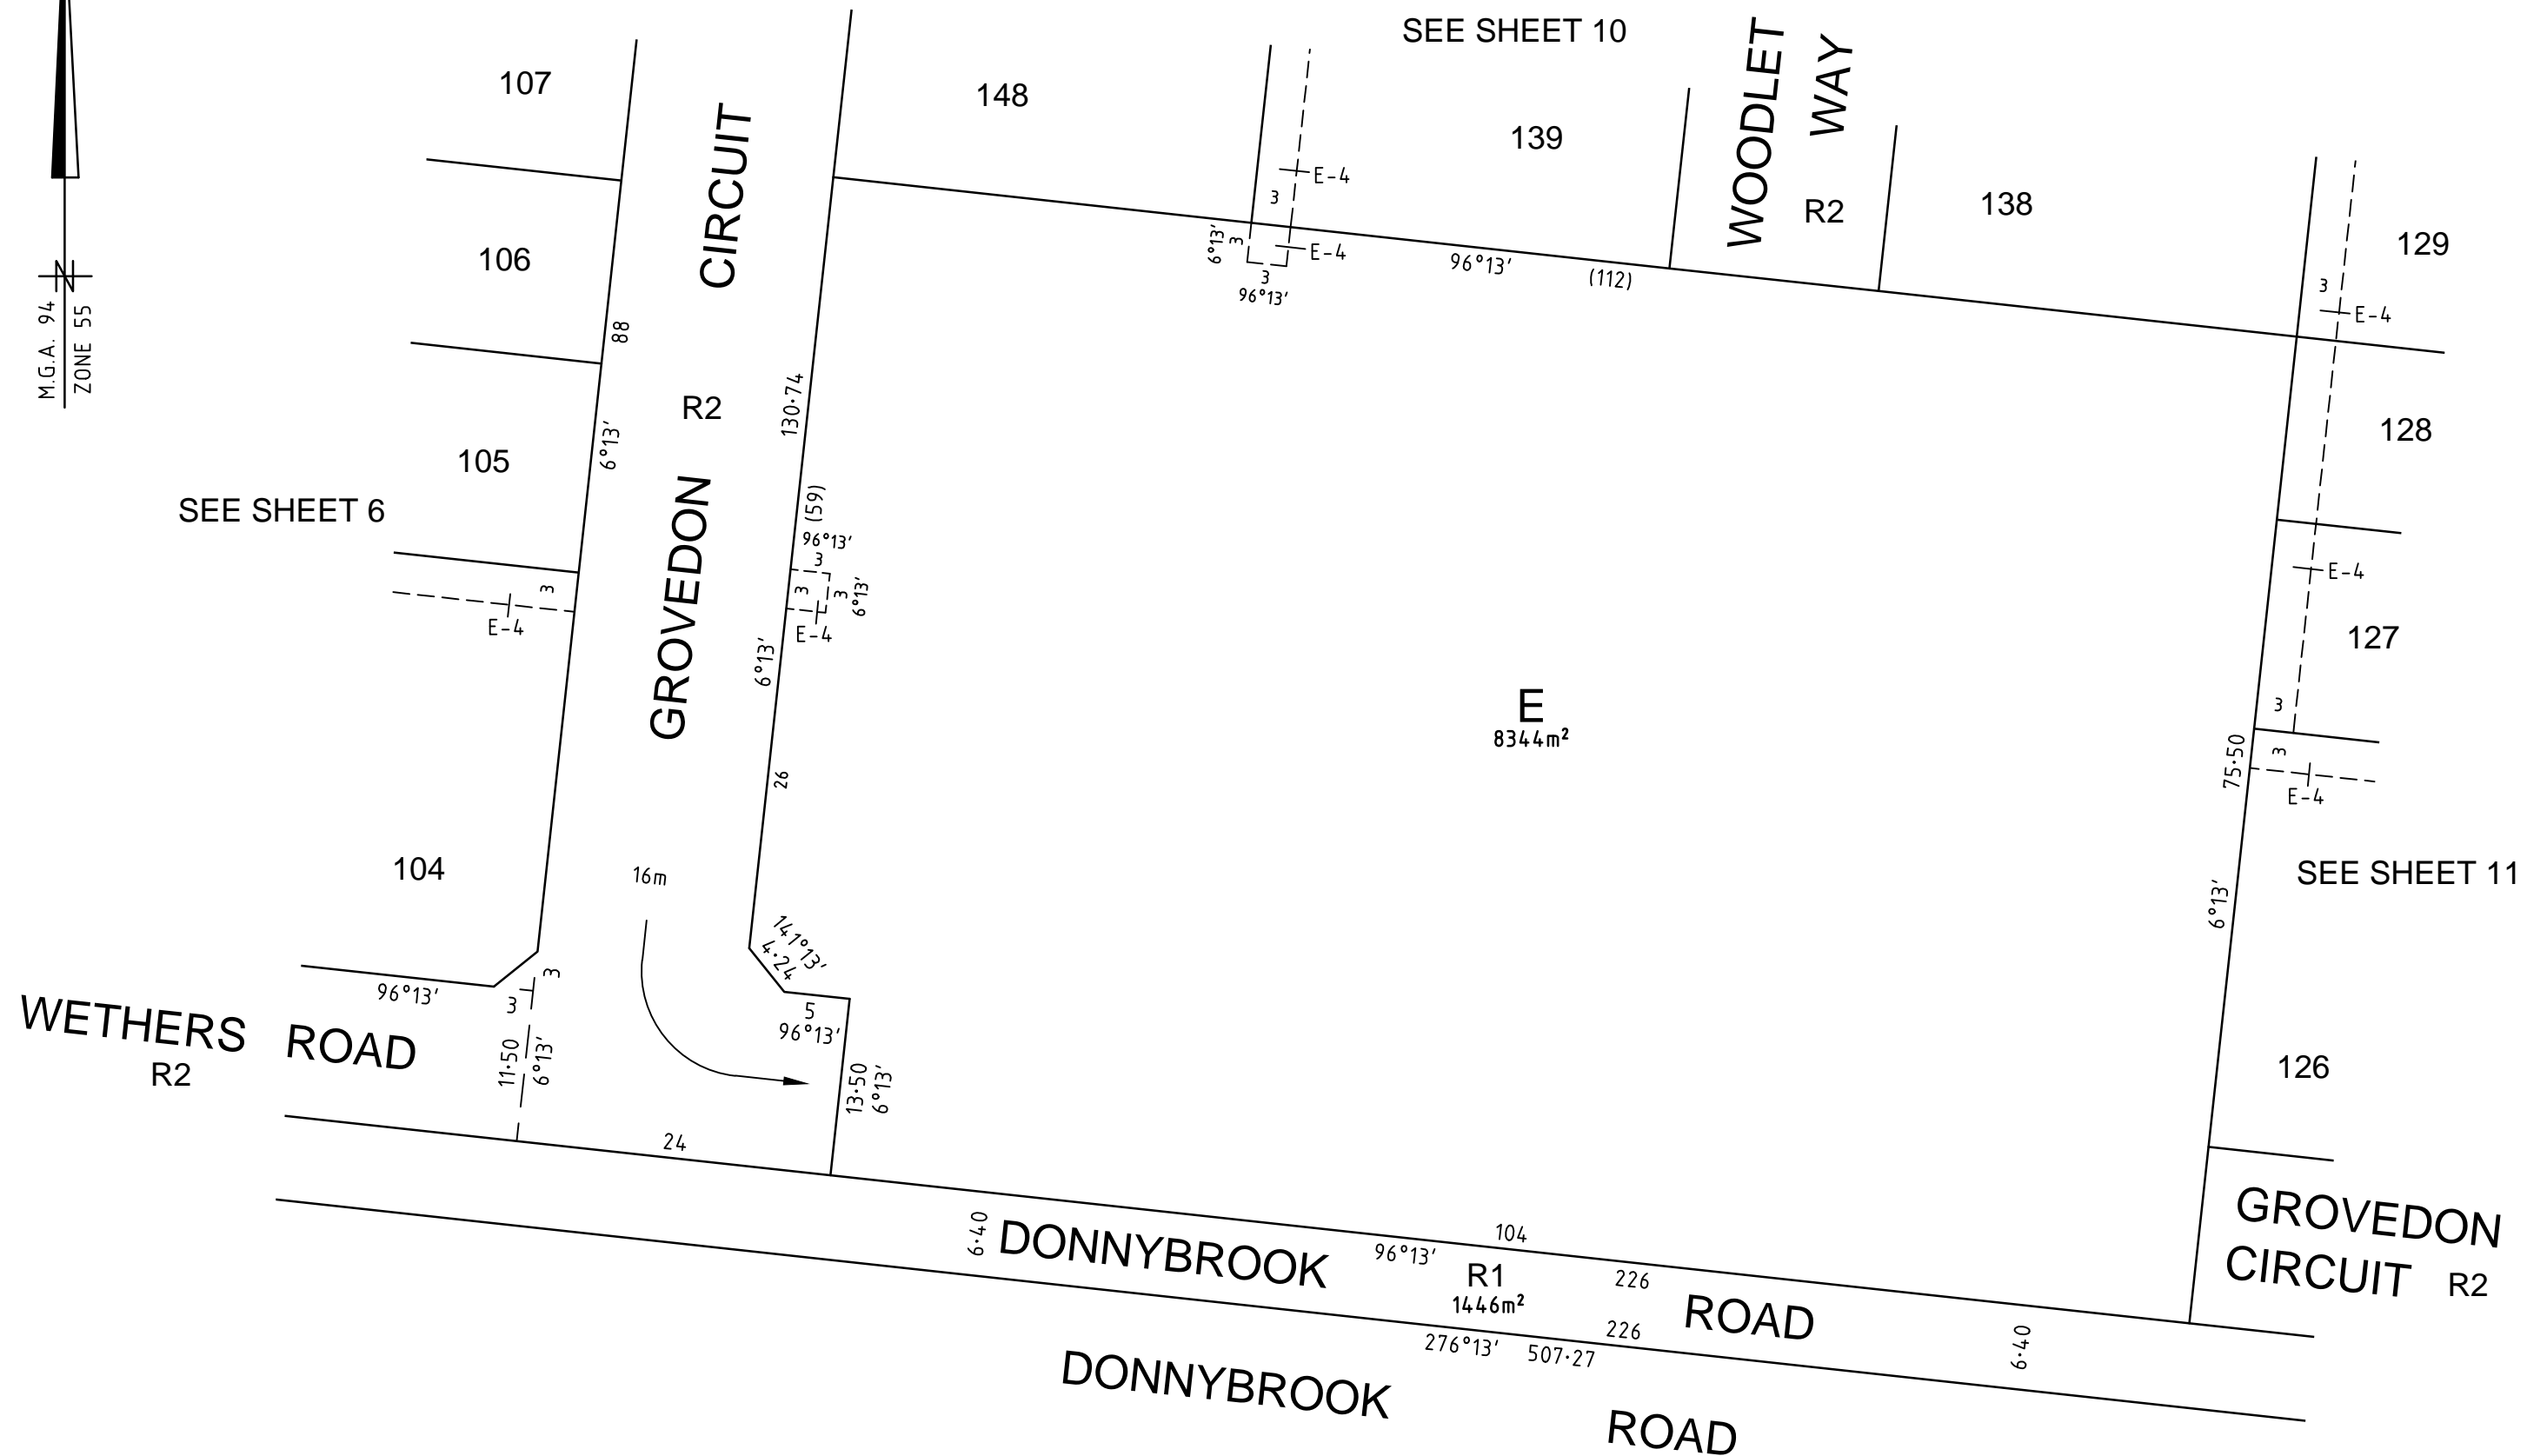 SEE SHEET 10
WOODLET
WAY
R2
107
148
139
138
129
106
M.G.A. 94
ZONE 55
N
CIRCUIT
E-4
3
E-4
6°13'
3
3
96°13'
96°13'
(112)
3
E-4
88
130·74
R2
6°13'
128
105
SEE SHEET 6
(59)
96°13'
3
3
3
6°13'
E-4
3
E-4
GROVEDON
6°13'
E-4
127
3
E
8344m²
75·50
3
E-4
26
104
16m
SEE SHEET 11
6°13'
141°13'
4·24
96°13'
3
3
5
96°13'
WETHERS ROAD
R2
11·50
6°13'
13·50
6°13'
126
24
6·40
DONNYBROOK
104
96°13'
R1
1446m²
226
ROAD
GROVEDON
CIRCUIT R2
226
276°13' 507·27
6·40
DONNYBROOK
ROAD